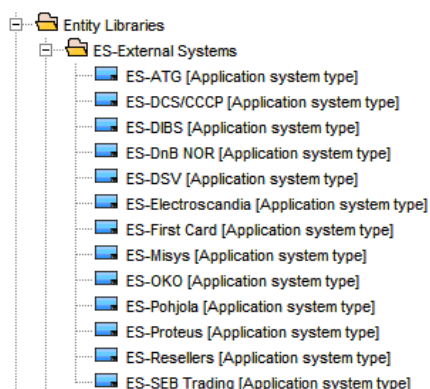 Entity Libraries
ES-External Systems
ES-ATG [Application system type]
ES-DCS/CCCP [Application system type]
ES-DIBS [Application system type]
ES-DnB NOR [Application system type]
ES-DSV [Application system type]
ES-Electroscandia [Application system type]
ES-First Card [Application system type]
ES-Misys [Application system type]
ES-OKO [Application system type]
ES-Pohjola [Application system type]
ES-Proteus [Application system type]
ES-Resellers [Application system type]
ES-SEB Trading [Application system type]